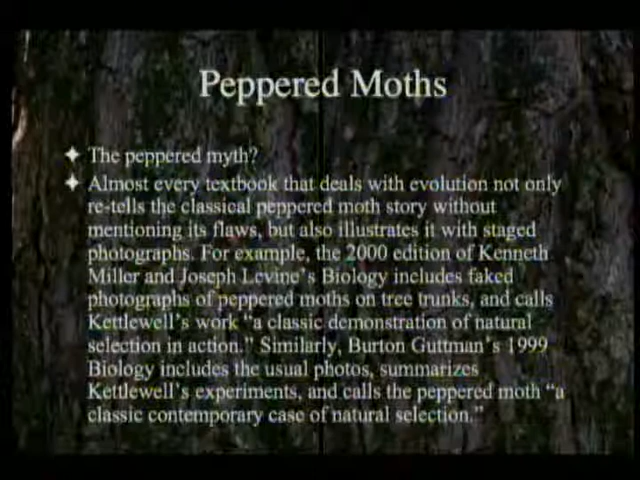 Peppered Moths
The peppered myth?
Almost every textbook that deals with evolution not only
re-tells the classical peppered moth story without
mentioning its flaws, but also illustrates it with staged
photographs. For example, the 2000 edition of Kenneth
Miller and Joseph Levine's Biology includes faked
photographs of peppered moths on tree trunks, and calls
Kettlewell's work "a classic demonstration of natural
selection in action." Similarly, Burton Guttman's 1999
Biology includes the usual photos, summarizes
Kettlewell's experiments, and calls the peppered moth "a
classic contemporary case of natural selection."